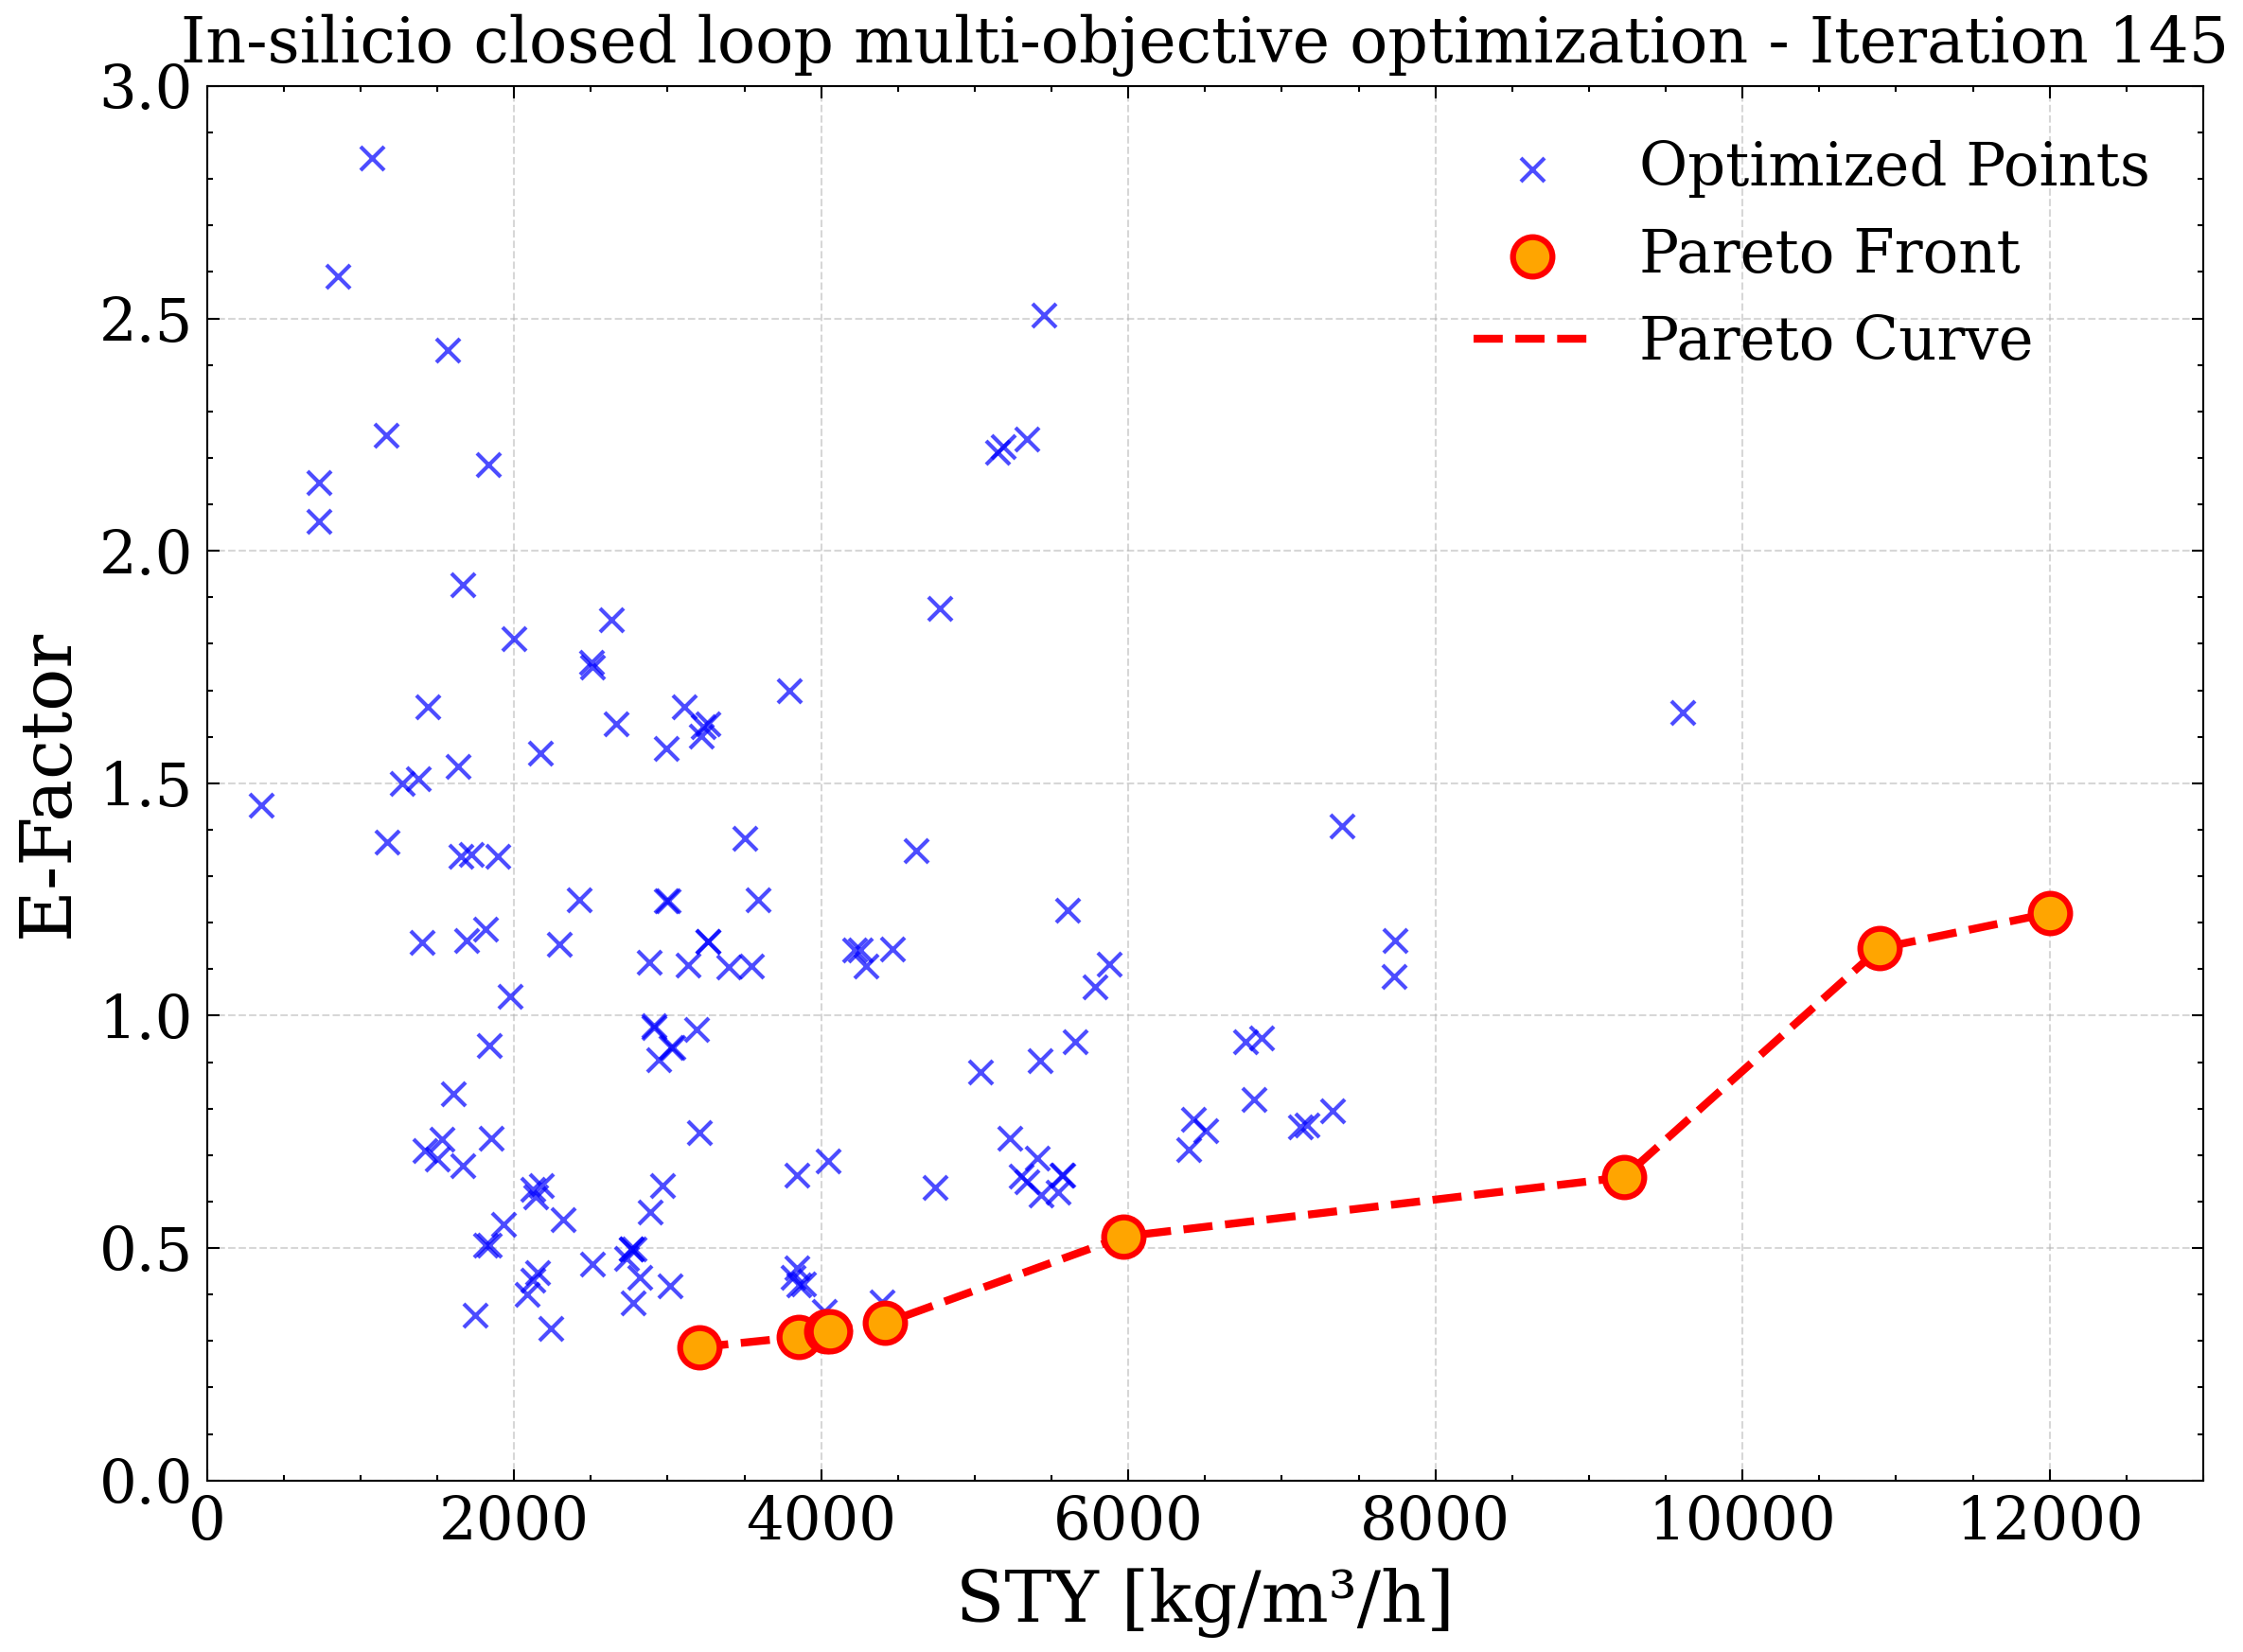 In-silicio closed loop multi-objective optimization - Iteration 145
3.0
2.5
2.0
1.5
1.0
0.5
0.0
E-Factor
Optimized Points
Pareto Front
Pareto Curve
0 2000 4000 6000 8000 10000 12000
STY [kg/m³/h]